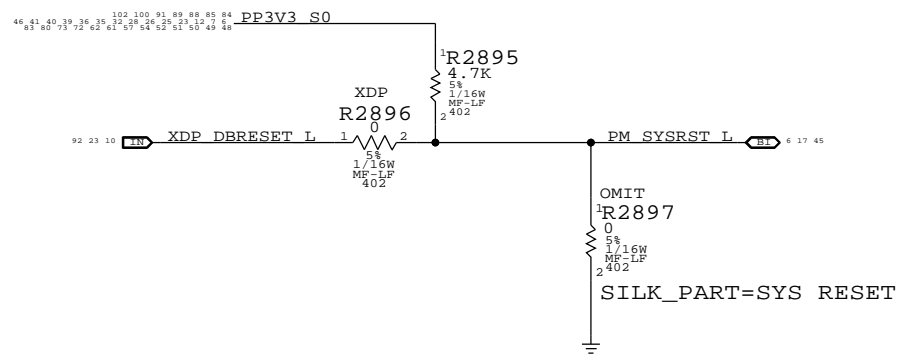 102 100 91 89 88 85 84
46 41 40 39 36 35 32 28 26 25 23 12 7 6
83 80 73 72 62 61 57 54 52 51 50 49 48
PP3V3_S0
1
R2895
4.7K
5%
1/16W
MF-LF
402
2
XDP
R2896
0
92 23 10
IN
XDP_DBRESET_L
1
2
5%
1/16W
MF-LF
402
PM_SYSRST_L
BI
6 17 45
OMIT
1
R2897
0
5%
1/16W
MF-LF
402
2
SILK_PART=SYS RESET